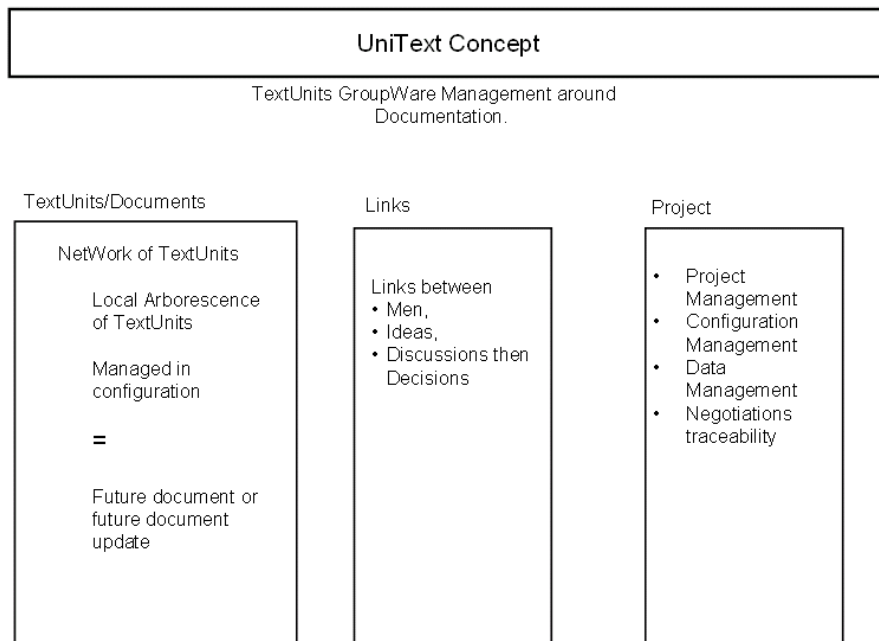 UniText Concept
TextUnits GroupWare Management around
Documentation.
TextUnits/Documents
NetWork of TextUnits
Local Arborescence
of TextUnits
Managed in
configuration
=
Future document or
future document
update
Links
Links between
• Men,
• Ideas,
• Discussions then
Decisions
Project
• Project
Management
• Configuration
Management
• Data
Management
• Negotiations
traceability